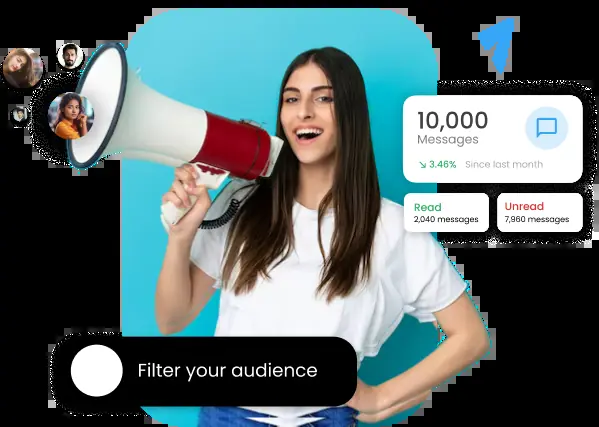 10,000
Messages
3.46% Since last month
Read
2,040 messages
Unread
7,960 messages
Filter your audience